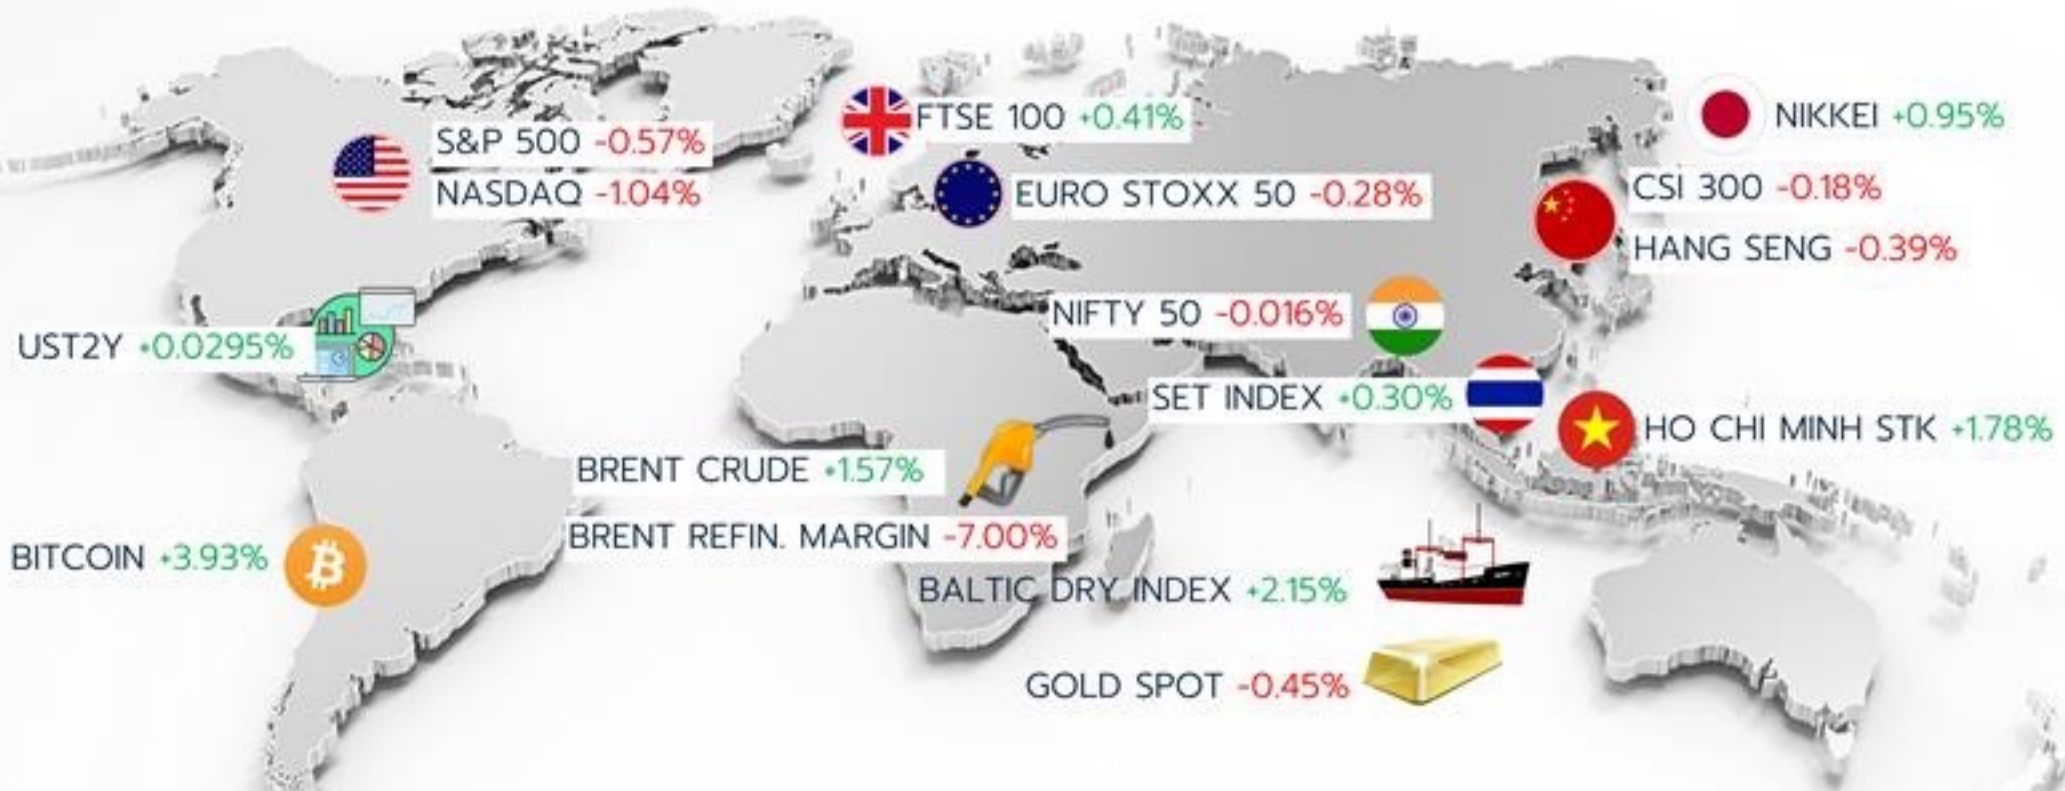 S&P 500 -0.57%
NASDAQ -1.04%
FTSE 100 +0.41%
EURO STOXX 50 -0.28%
NIKKEI +0.95%
CSI 300 -0.18%
HANG SENG -0.39%
NIFTY 50 -0.016%
UST2Y +0.0295%
SET INDEX +0.30%
HO CHI MINH STK +1.78%
BRENT CRUDE +1.57%
BRENT REFIN. MARGIN -7.00%
BITCOIN +3.93%
BALTIC DRY INDEX +2.15%
GOLD SPOT -0.45%